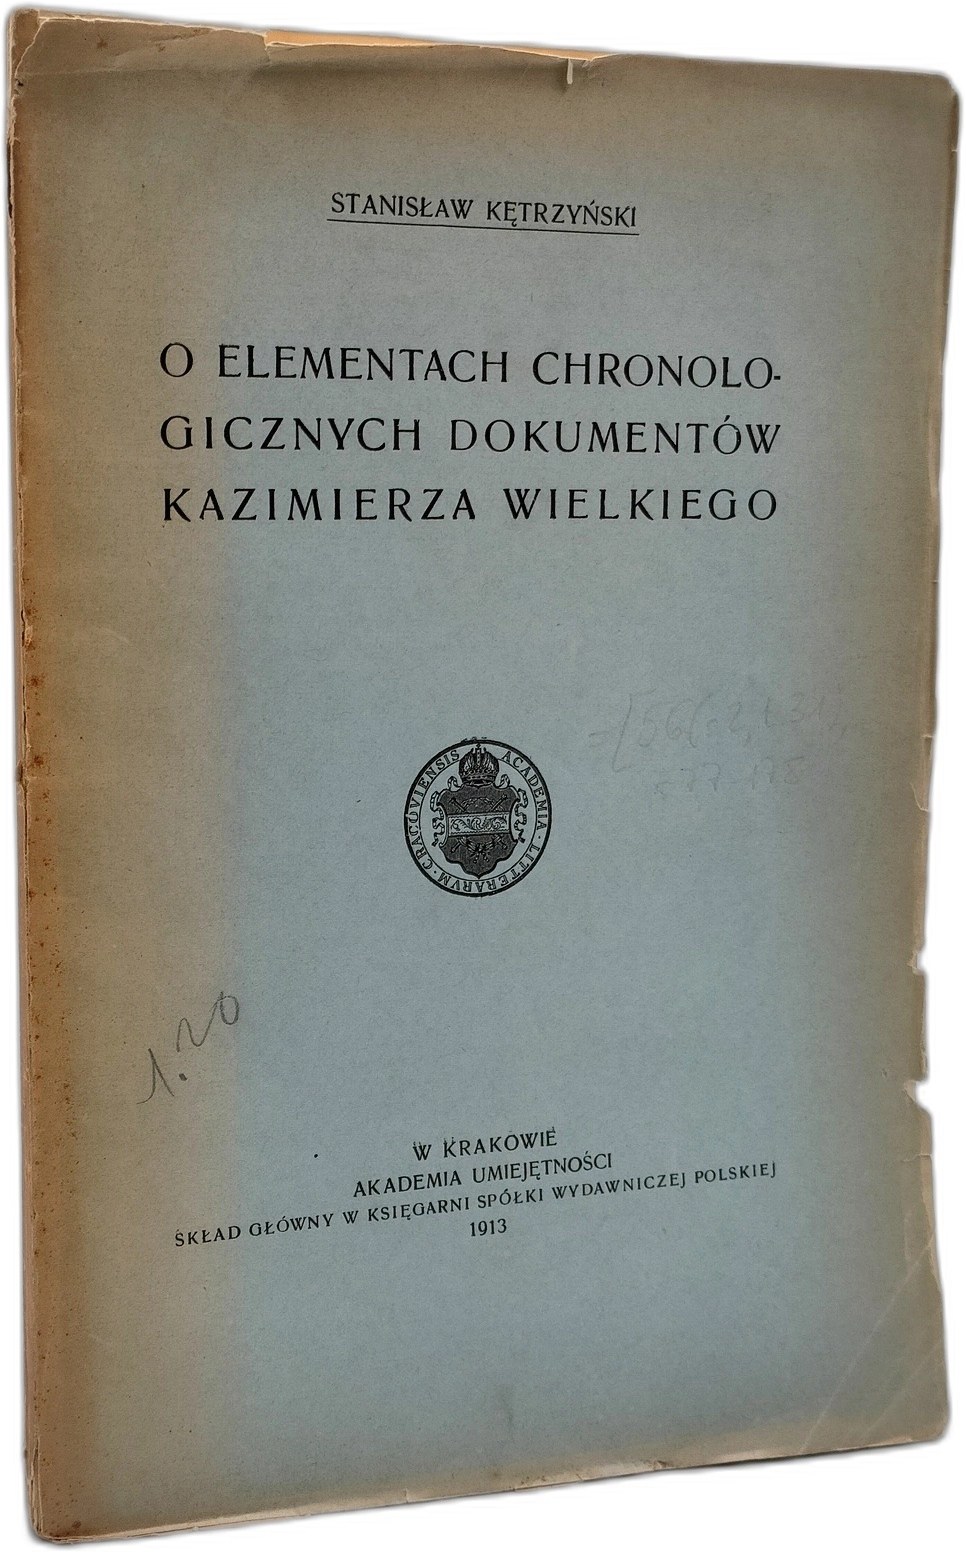 STANISŁAW KĘTRZYŃSKI
O ELEMENTACH CHRONOLO-
GICZNYCH DOKUMENTÓW
KAZIMIERZA WIELKIEGO
ACADEMIA · LITTERARVM · CRACOVIENSIS
1.20
W KRAKOWIE
AKADEMIA UMIEJĘTNOŚCI
SKŁAD GŁÓWNY W KSIĘGARNI SPÓŁKI WYDAWNICZEJ POLSKIEJ
1913